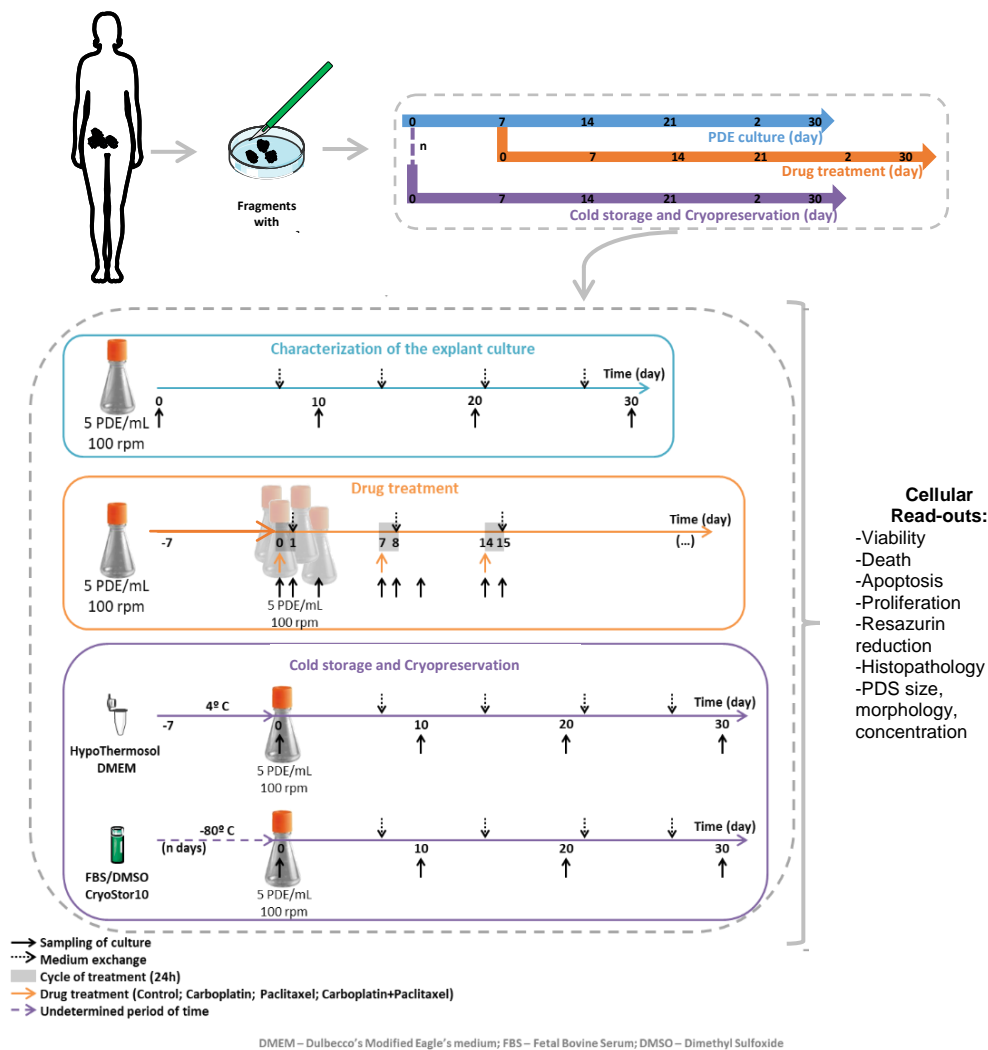 0 7 14 21 2 30
PDE culture (day)
n
0 7 14 21 2 30
Drug treatment (day)
0 7 14 21 2 30
Cold storage and Cryopreservation (day)
Fragments
with
Characterization of the explant culture
Time (day)
0 10 20 30
5 PDE/mL
100 rpm
Drug treatment
Time (day)
-7 0 1 7 8 14 15 (...)
5 PDE/mL
100 rpm
5 PDE/mL
100 rpm
Cold storage and Cryopreservation
4º C
Time (day)
-7 0 10 20 30
HypoThermosol
DMEM
5 PDE/mL
100 rpm
-80º C
Time (day)
(n days) 0 10 20 30
FBS/DMSO
CryoStor10
5 PDE/mL
100 rpm
Cellular
Read-outs:
-Viability
-Death
-Apoptosis
-Proliferation
-Resazurin
reduction
-Histopathology
-PDS size,
morphology,
concentration
Sampling of culture
Medium exchange
Cycle of treatment (24h)
Drug treatment (Control; Carboplatin; Paclitaxel; Carboplatin+Paclitaxel)
Undetermined period of time
DMEM – Dulbecco's Modified Eagle's medium; FBS – Fetal Bovine Serum; DMSO – Dimethyl Sulfoxide